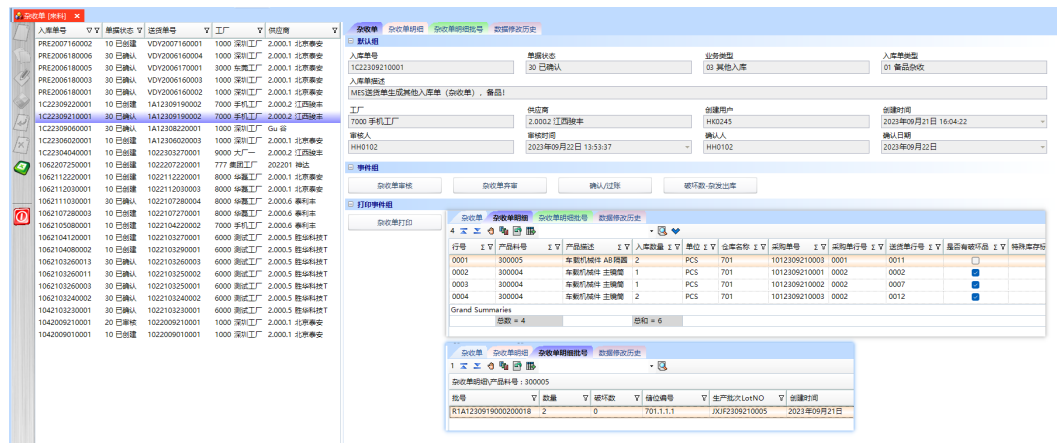 杂收单 [来料] ×
入库单号 单据状态 送货单号 工厂 供应商
PRE2007160002 10 已创建 VDY2007160001 1000 深圳工厂 2.000.1 北京泰安
PRE2006180006 30 已确认 VDY2006160004 1000 深圳工厂 2.000.1 北京泰安
PRE2006180005 30 已确认 VDY2006170001 3000 东莞工厂 2.000.1 北京泰安
PRE2006180003 30 已确认 VDY2006160003 1000 深圳工厂 2.000.1 北京泰安
PRE2006180001 30 已确认 VDY2006160002 1000 深圳工厂 2.000.1 北京泰安
1C22309220001 10 已创建 1A12309190002 7000 手机工厂 2.000.2 江西骏丰
1C22309210001 30 已确认 1A12309190002 7000 手机工厂 2.000.2 江西骏丰
1C22309060001 30 已确认 1A12308220001 1000 深圳工厂 Gu 谷
1C22306020001 10 已创建 1A12306020003 1000 深圳工厂 2.000.1 北京泰安
1C22304040001 10 已创建 1022303270001 9000 大厂一 2.000.2 江西骏丰
1062207250001 10 已创建 1022207220001 777 集团工厂 202201 神达
1062112220001 10 已创建 1022112220001 8000 华磊工厂 2.000.1 北京泰安
1062112030001 10 已创建 1022112030003 8000 华磊工厂 2.000.1 北京泰安
1062111030001 30 已确认 1022107280004 8000 华磊工厂 2.000.6 泰利丰
1062107280003 10 已创建 1022107270001 8000 华磊工厂 2.000.6 泰利丰
1062105080001 10 已创建 1022104220002 7000 手机工厂 2.000.6 泰利丰
1062104120001 10 已创建 1022103270001 6000 测试工厂 2.000.5 胜华科技T
1062104080002 10 已创建 1022103290001 6000 测试工厂 2.000.5 胜华科技T
1062103260013 30 已确认 1022103260003 6000 测试工厂 2.000.5 胜华科技T
1062103260011 30 已确认 1022103250002 6000 测试工厂 2.000.5 胜华科技T
1062103260003 30 已确认 1022103260001 6000 测试工厂 2.000.5 胜华科技T
1062103240002 30 已确认 1022103240002 6000 测试工厂 2.000.5 胜华科技T
1042103230001 30 已确认 1022103230001 6000 测试工厂 2.000.5 胜华科技T
1042009210001 20 已审核 1022009210001 1000 深圳工厂 2.000.1 北京泰安
1042009010001 10 已创建 1022009010001 1000 深圳工厂 2.000.1 北京泰安
杂收单 杂收单明细 杂收单明细批号 数据修改历史
默认组
入库单号 单据状态 业务类型 入库单类型
1C22309210001 30 已确认 03 其他入库 01 备品杂收
入库单描述
MES送货单生成其他入库单（杂收单），备品!
工厂 供应商 创建用户 创建时间
7000 手机工厂 2.000.2 江西骏丰 HK0245 2023年09月21日 16:04:22
审核人 审核时间 确认人 确认日期
HH0102 2023年09月22日 13:53:37 HH0102 2023年09月22日
事件组
杂收单审核 杂收单弃审 确认/过账 破坏数-杂发出库
打印事件组
杂收单打印
杂收单 杂收单明细 杂收单明细批号 数据修改历史
4
行号 产品料号 产品描述 入库数量 单位 仓库名称 采购单号 采购单行号 送货单行号 是否有破坏品 特殊库存标
0001 300005 车载机械件 AB隔圈 2 PCS 701 1012309210003 0001 0011
0002 300004 车载机械件 主镜筒 1 PCS 701 1012309210001 0002 0002
0003 300004 车载机械件 主镜筒 1 PCS 701 1012309210002 0002 0007
0004 300004 车载机械件 主镜筒 2 PCS 701 1012309210003 0002 0012
Grand Summaries
总数 = 4 总和 = 6
杂收单 杂收单明细 杂收单明细批号 数据修改历史
1
杂收单明细\产品料号 : 300005
批号 数量 破坏数 储位编号 生产批次LotNO 创建时间
R1A1230919000200018 2 0 701.1.1.1 JXJF2309210005 2023年09月21日